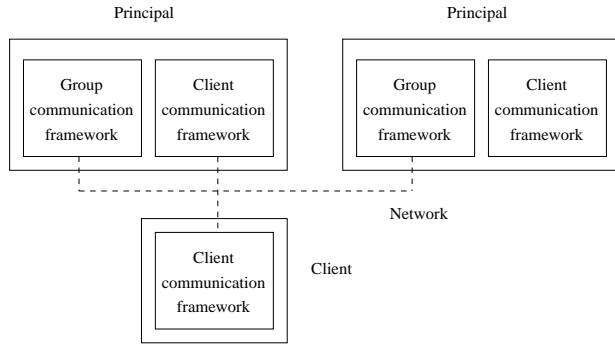 Principal
Principal
Group
communication
framework
Client
communication
framework
Group
communication
framework
Client
communication
framework
Network
Client
communication
framework
Client